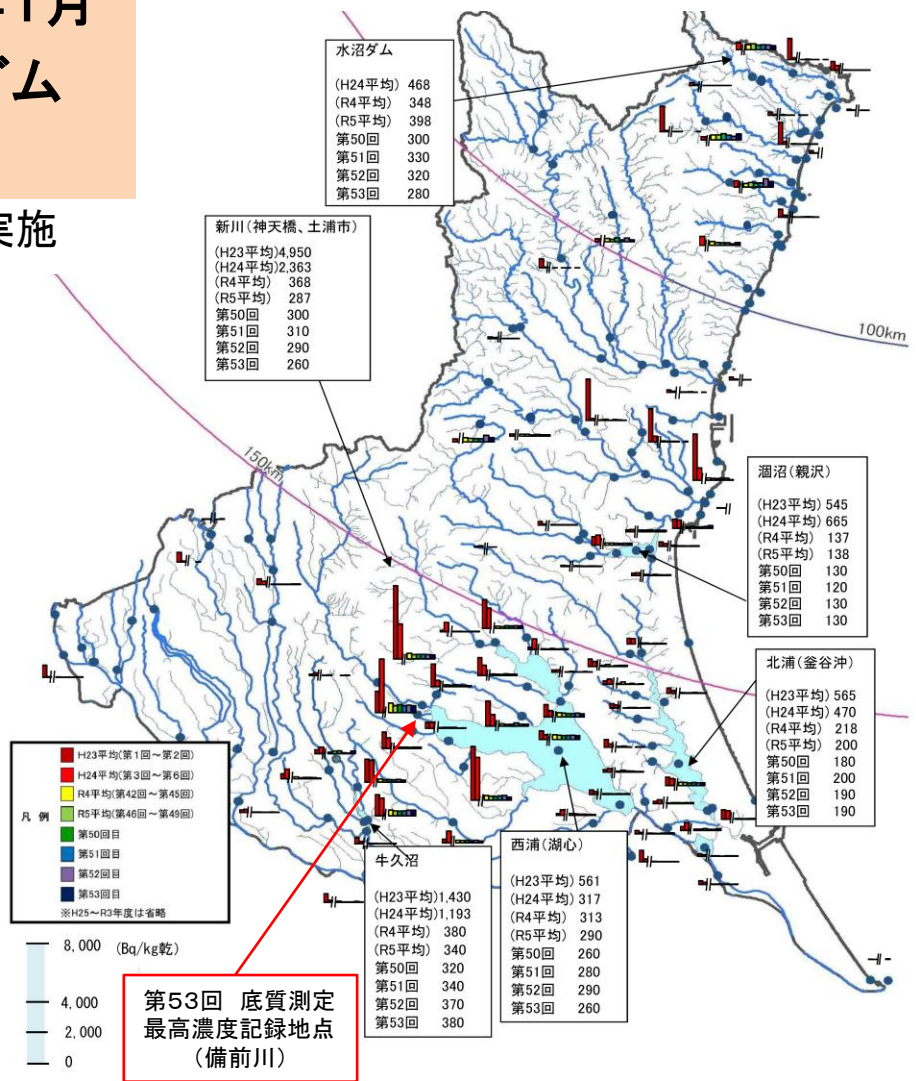 年1月
ダム
実施
水沼ダム
(H24平均) 468
(R4平均) 348
(R5平均) 398
第50回 300
第51回 330
第52回 320
第53回 280
新川(神天橋、土浦市)
(H23平均)4,950
(H24平均)2,363
(R4平均) 368
(R5平均) 287
第50回 300
第51回 310
第52回 290
第53回 260
100km
150km
涸沼(親沢)
(H23平均) 545
(H24平均) 665
(R4平均) 137
(R5平均) 138
第50回 130
第51回 120
第52回 130
第53回 130
北浦(釜谷沖)
(H23平均) 565
(H24平均) 470
(R4平均) 218
(R5平均) 200
第50回 180
第51回 200
第52回 190
第53回 190
凡例
H23平均(第1回~第2回)
H24平均(第3回~第6回)
R4平均(第42回~第45回)
R5平均(第46回~第49回)
第50回目
第51回目
第52回目
第53回目
※H25~R3年度は省略
8,000 (Bq/kg乾)
4,000
2,000
0
第53回 底質測定
最高濃度記録地点
(備前川)
牛久沼
(H23平均)1,430
(H24平均)1,193
(R4平均) 380
(R5平均) 340
第50回 320
第51回 340
第52回 370
第53回 380
西浦(湖心)
(H23平均) 561
(H24平均) 317
(R4平均) 313
(R5平均) 290
第50回 260
第51回 280
第52回 290
第53回 260